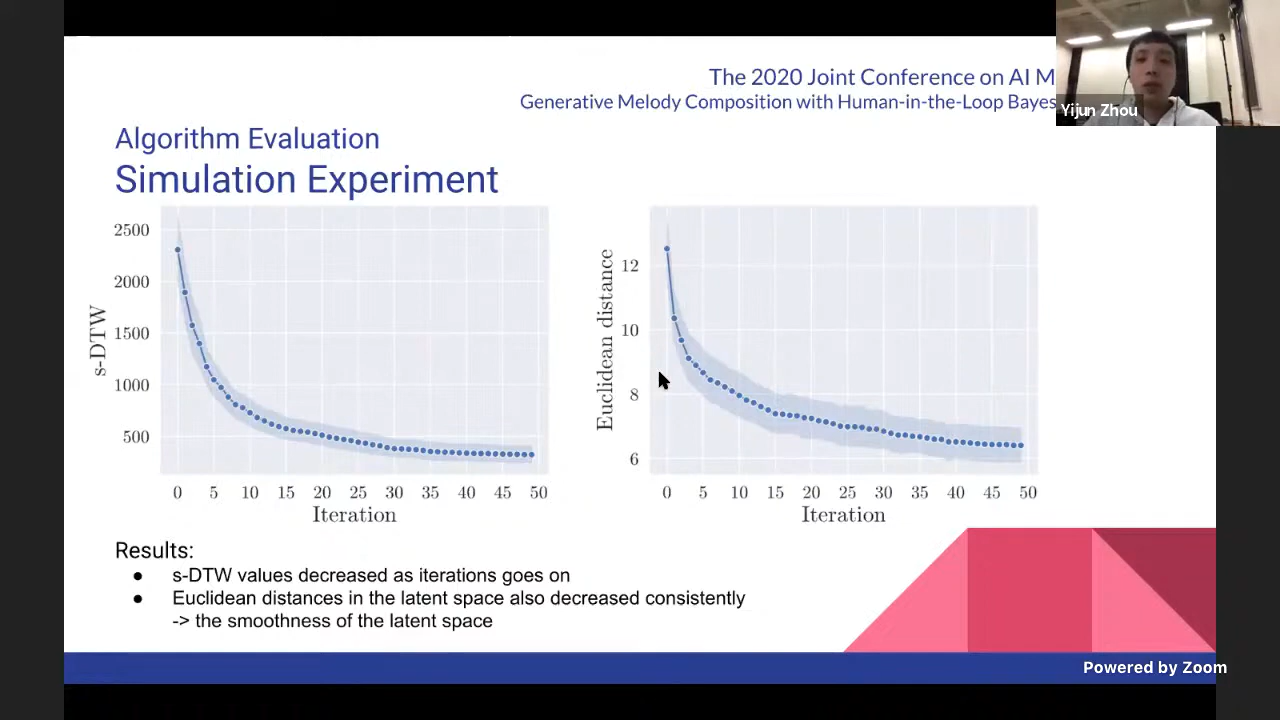 The 2020 Joint Conference on AI M
Generative Melody Composition with Human-in-the-Loop Bayes
Yijun Zhou
Algorithm Evaluation
Simulation Experiment
2500
2000
1500
1000
500
s-DTW
0 5 10 15 20 25 30 35 40 45 50
Iteration
12
10
8
6
Euclidean distance
0 5 10 15 20 25 30 35 40 45 50
Iteration
Results:
● s-DTW values decreased as iterations goes on
● Euclidean distances in the latent space also decreased consistently
-> the smoothness of the latent space
Powered by Zoom